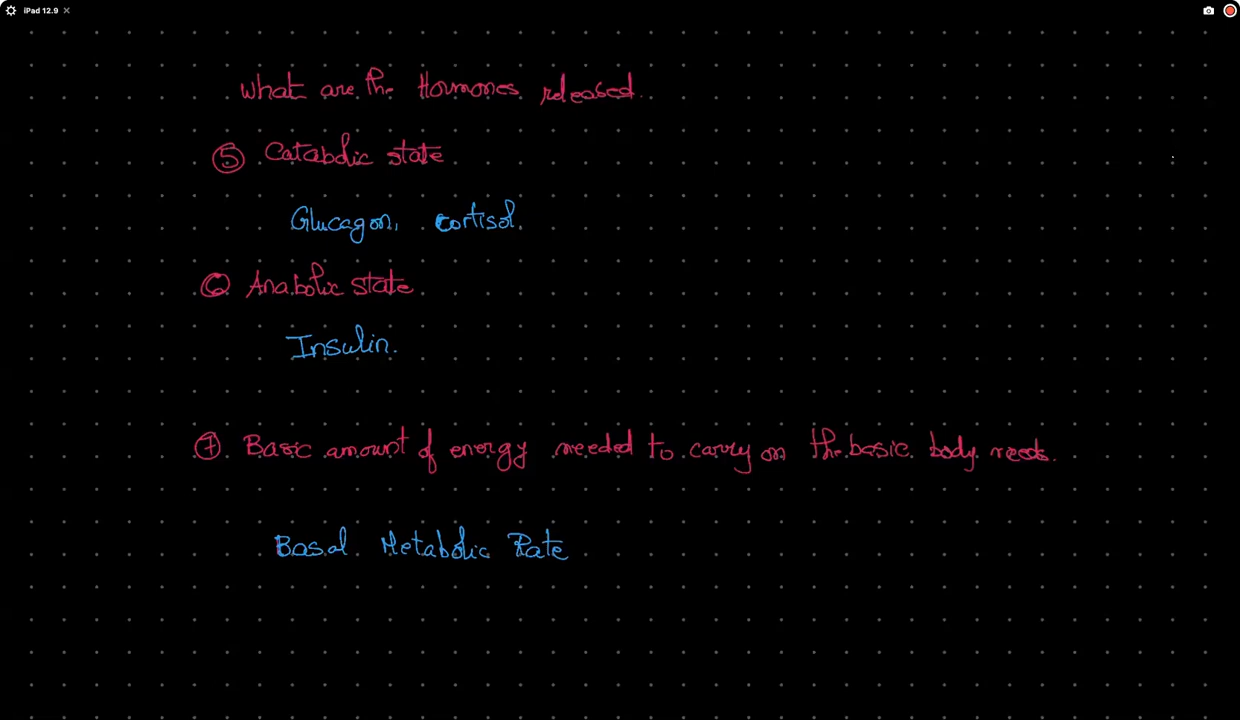 iPad 12.9
What are the Hormones released
⑤ Catabolic state
Glucagon, cortisol
⑥ Anabolic state
Insulin.
⑦ Basic amount of energy needed to carry on the basic body needs.
Basal Metabolic Rate